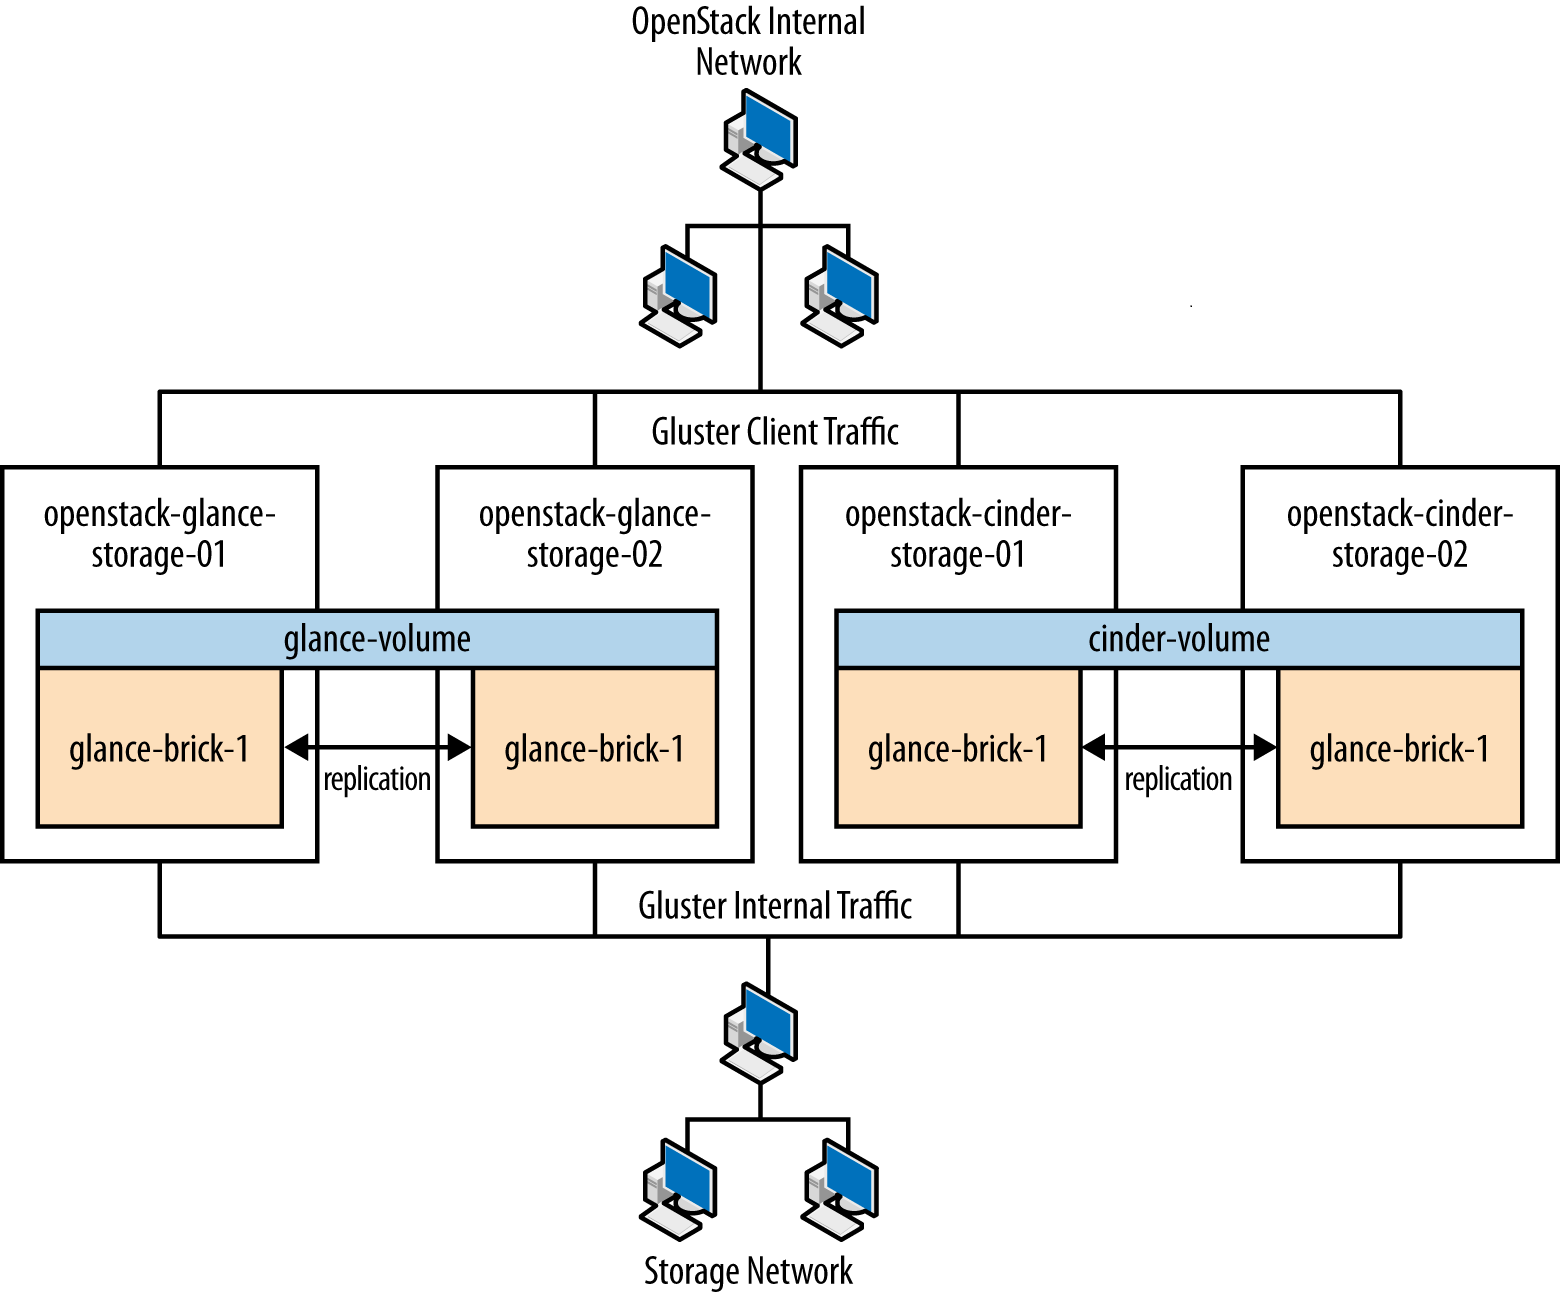 OpenStack Internal
Network
Gluster Client Traffic
openstack-glance-
storage-01
openstack-glance-
storage-02
openstack-cinder-
storage-01
openstack-cinder-
storage-02
glance-volume
cinder-volume
glance-brick-1
replication
glance-brick-1
glance-brick-1
replication
glance-brick-1
Gluster Internal Traffic
Storage Network